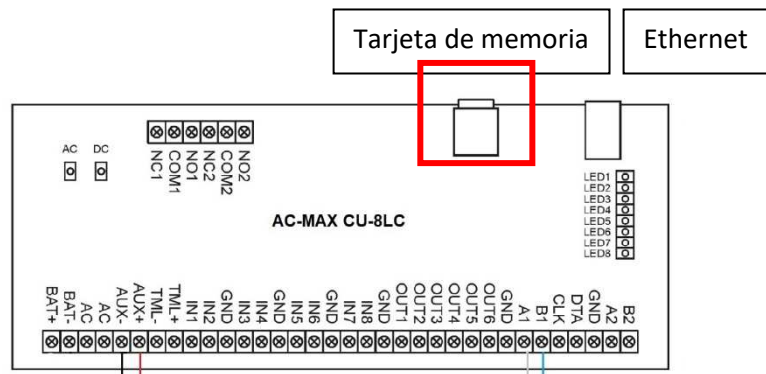 Tarjeta de memoria
Ethernet
AC DC
NC1 COM1 NO1 NC2 COM2 NO2
LED1
LED2
LED3
LED4
LED5
LED6
LED7
LED8
AC-MAX CU-8LC
BAT+ BAT- AC AC AUX- AUX+ TML- TML+ IN1 IN2 GND IN3 IN4 GND IN5 IN6 GND IN7 IN8 GND OUT1 OUT2 OUT3 OUT4 OUT5 OUT6 GND A1 B1 CLK DTA GND A2 B2